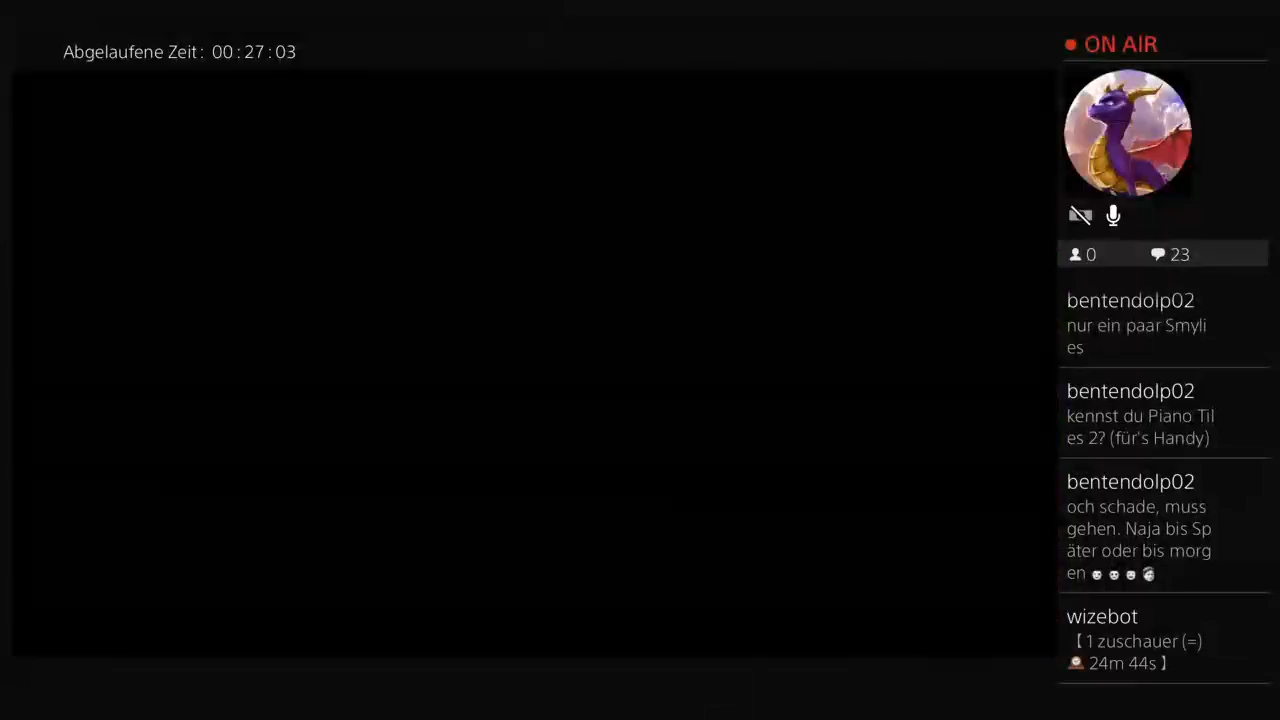 Abgelaufene Zeit: 00:27:03
ON AIR
0
23
bentendolp02
nur ein paar Smyli
es
bentendolp02
kennst du Piano Til
es 2? (für's Handy)
bentendolp02
och schade, muss
gehen. Naja bis Sp
äter oder bis morg
en
wizebot
【1 zuschauer (=)
24m 44s】